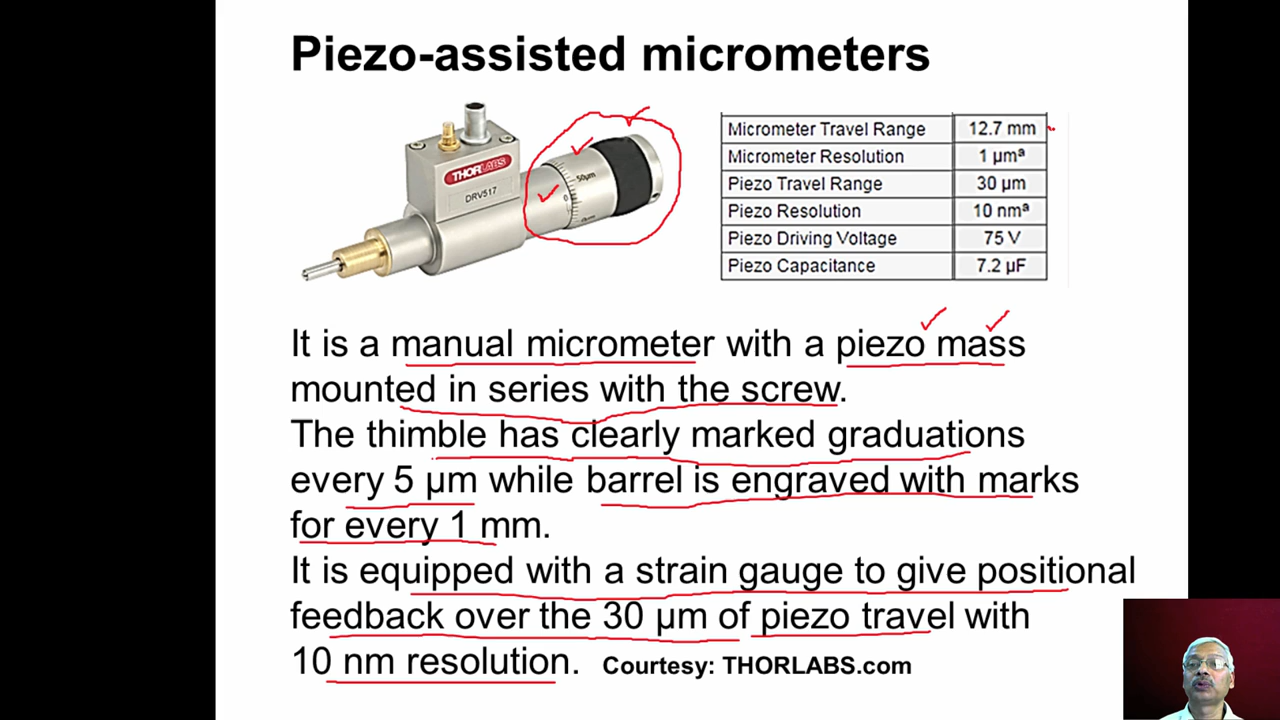 Piezo-assisted micrometers
THORLABS
DRV517
50µm
0
Micrometer Travel Range 12.7 mm
Micrometer Resolution 1 µmª
Piezo Travel Range 30 µm
Piezo Resolution 10 nmª
Piezo Driving Voltage 75 V
Piezo Capacitance 7.2 µF
It is a manual micrometer with a piezo mass
mounted in series with the screw.
The thimble has clearly marked graduations
every 5 µm while barrel is engraved with marks
for every 1 mm.
It is equipped with a strain gauge to give positional
feedback over the 30 µm of piezo travel with
10 nm resolution. Courtesy: THORLABS.com